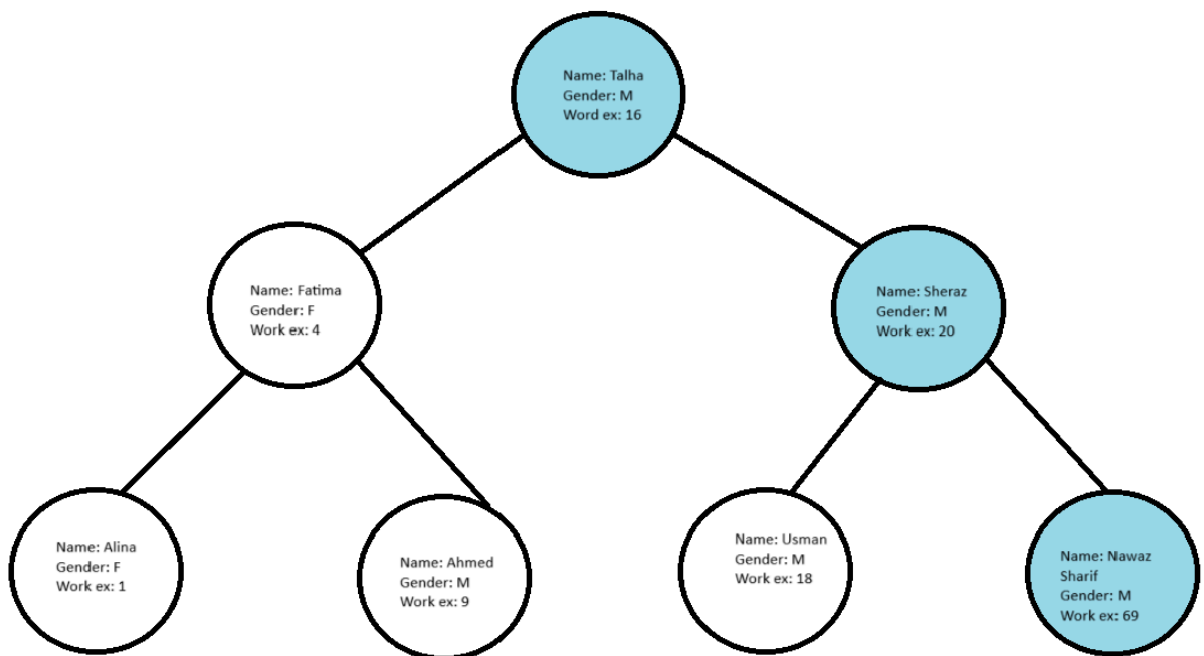 Name: Talha
Gender: M
Word ex: 16
Name: Fatima
Gender: F
Work ex: 4
Name: Sheraz
Gender: M
Work ex: 20
Name: Alina
Gender: F
Work ex: 1
Name: Ahmed
Gender: M
Work ex: 9
Name: Usman
Gender: M
Work ex: 18
Name: Nawaz
Sharif
Gender: M
Work ex: 69